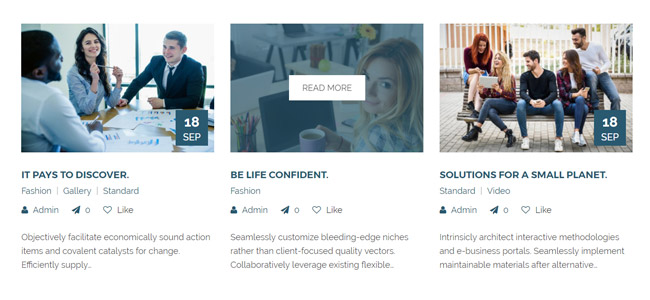 18
SEP
READ MORE
18
SEP
IT PAYS TO DISCOVER.
Fashion | Gallery | Standard
Admin 0 Like
Objectively facilitate economically sound action
items and covalent catalysts for change.
Efficiently supply...
BE LIFE CONFIDENT.
Fashion
Admin 0 Like
Seamlessly customize bleeding-edge niches
rather than client-focused quality vectors.
Collaboratively leverage existing flexible...
SOLUTIONS FOR A SMALL PLANET.
Standard | Video
Admin 0 Like
Intrinsicly architect interactive methodologies
and e-business portals. Seamlessly implement
maintainable materials after alternative...